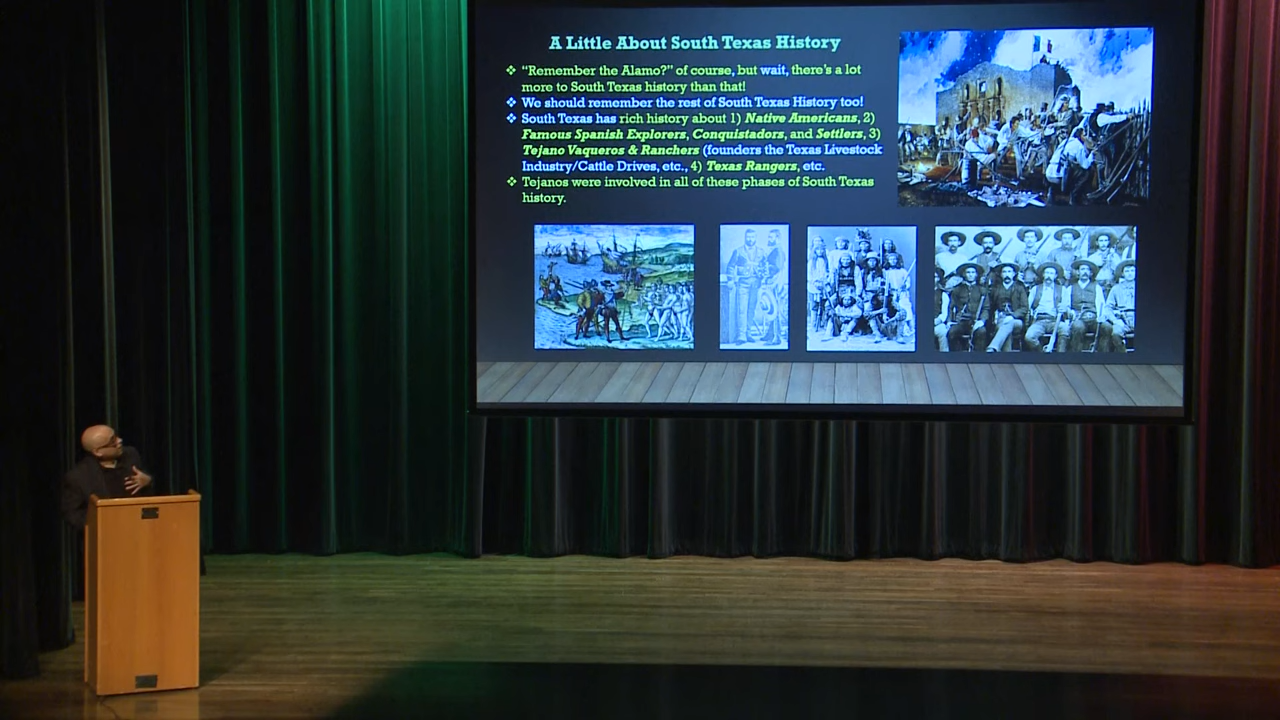 A Little About South Texas History
❖ “Remember the Alamo?” of course, but wait, there’s a lot
more to South Texas history than that!
❖ We should remember the rest of South Texas History too!
❖ South Texas has rich history about 1) Native Americans, 2)
Famous Spanish Explorers, Conquistadors, and Settlers, 3)
Tejano Vaqueros & Ranchers (founders the Texas Livestock
Industry/Cattle Drives, etc., 4) Texas Rangers, etc.
❖ Tejanos were involved in all of these phases of South Texas
history.